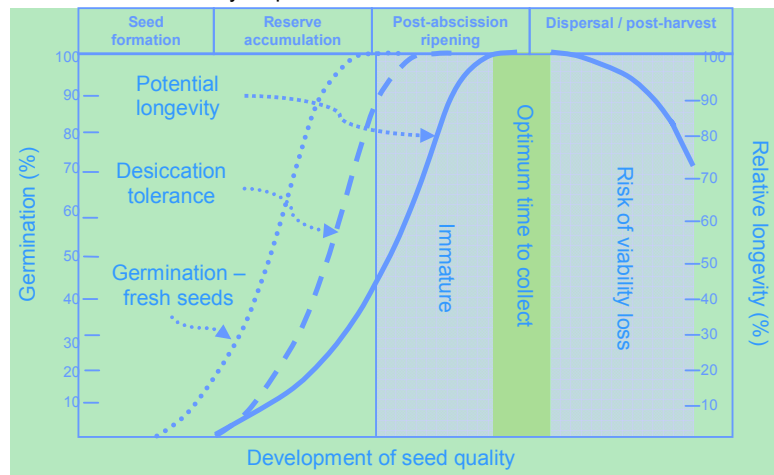 Seed
formation
Reserve
accumulation
Post-abscission
ripening
Dispersal / post-harvest
Germination (%)
100
90
80
70
60
50
40
30
20
10
Potential
longevity
Desiccation
tolerance
Germination –
fresh seeds
Immature
Optimum time to collect
Risk of viability loss
100
90
80
70
60
50
40
30
20
10
Relative longevity (%)
Development of seed quality